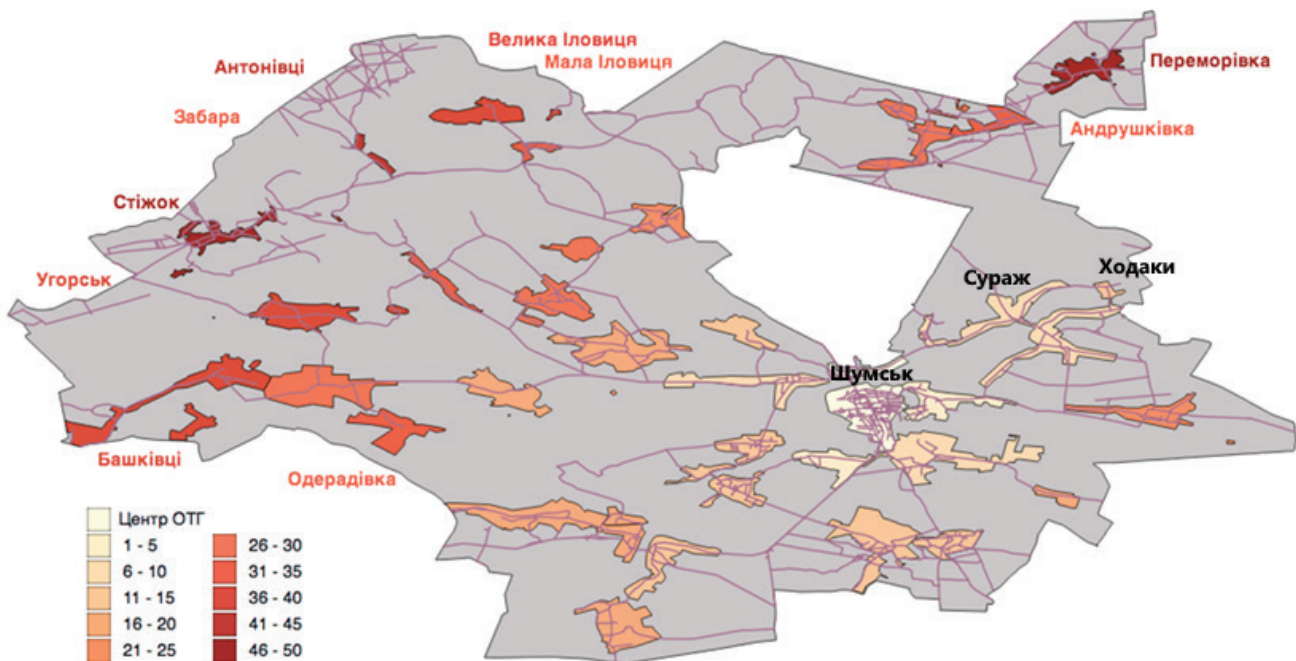 Велика Іловиця
Мала Іловиця
Антонівці
Переморівка
Забара
Андрушківка
Стіжок
Сураж
Ходаки
Угорськ
Шумськ
Башківці
Одерадівка
Центр ОТГ
1 - 5
6 - 10
11 - 15
16 - 20
21 - 25
26 - 30
31 - 35
36 - 40
41 - 45
46 - 50